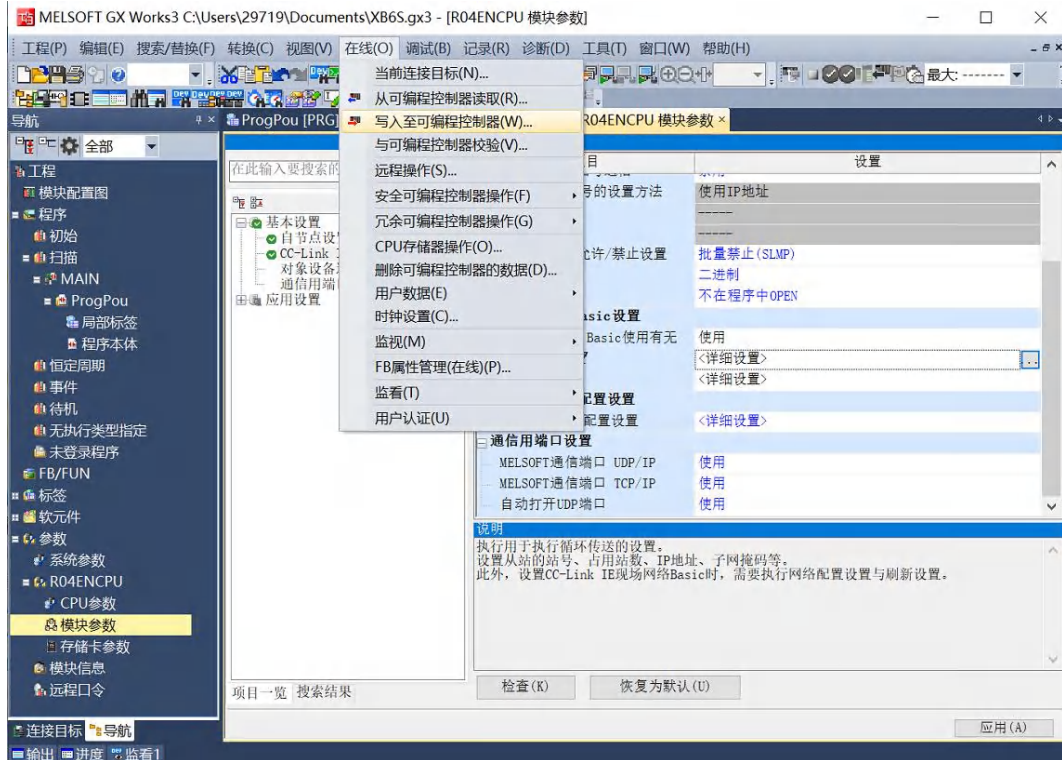 MELSOFT GX Works3 C:\Users\29719\Documents\XB6S.gx3 - [R04ENCPU 模块参数]
工程(P) 编辑(E) 搜索/替换(F) 转换(C) 视图(V) 在线(O) 调试(B) 记录(R) 诊断(D) 工具(T) 窗口(W) 帮助(H)
最大: -------
导航
ProgPou [PRG]
R04ENCPU 模块参数
全部
工程
模块配置图
程序
初始
扫描
MAIN
ProgPou
局部标签
程序本体
恒定周期
事件
待机
无执行类型指定
未登录程序
FB/FUN
标签
软元件
参数
系统参数
R04ENCPU
CPU参数
模块参数
存储卡参数
模块信息
远程口令
连接目标 导航
输出 进度 监看1
当前连接目标(N)...
从可编程控制器读取(R)...
写入至可编程控制器(W)...
与可编程控制器校验(V)...
远程操作(S)...
安全可编程控制器操作(F)
冗余可编程控制器操作(G)
CPU存储器操作(O)...
删除可编程控制器的数据(D)...
用户数据(E)
时钟设置(C)...
监视(M)
FB属性管理(在线)(P)...
监看(T)
用户认证(U)
在此输入要搜索的
基本设置
自节点设
CC-Link I
对象设备
通信用端
应用设置
项目一览 搜索结果
目 设置
号的设置方法 使用IP地址
-----
-----
允许/禁止设置 批量禁止(SLMP)
二进制
不在程序中OPEN
asic设置
Basic使用有无 使用
<详细设置>
<详细设置>
配置设置
配置设置 <详细设置>
通信用端口设置
MELSOFT通信端口 UDP/IP 使用
MELSOFT通信端口 TCP/IP 使用
自动打开UDP端口 使用
说明
执行用于执行循环传送的设置。
设置从站的站号、占用站数、IP地址、子网掩码等。
此外，设置CC-Link IE现场网络Basic时，需要执行网络配置设置与刷新设置。
检查(K) 恢复为默认(U)
应用(A)